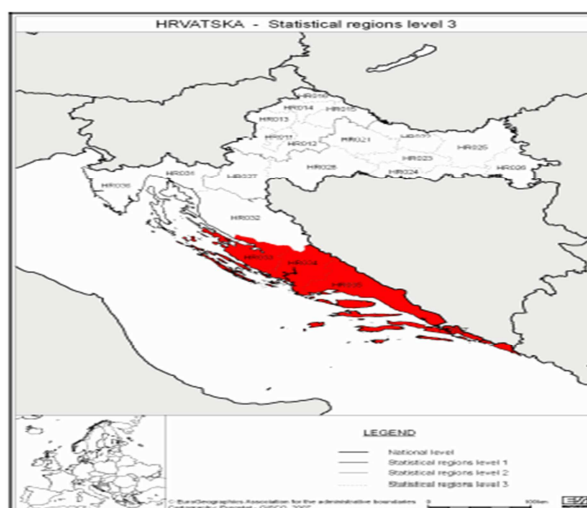 HRVATSKA - Statistical regions level 3
HR016
HR014
HR015
HR013
HR011
HR012
HR021
HR025
HR023
HR026
HR028
HR024
HR031
HR036
HR027
HR032
HR033
HR034
HR035
LEGEND
National level
Statistical regions level 1
Statistical regions level 2
Statistical regions level 3
© EuroGeographics Association for the administrative boundaries
0
100km